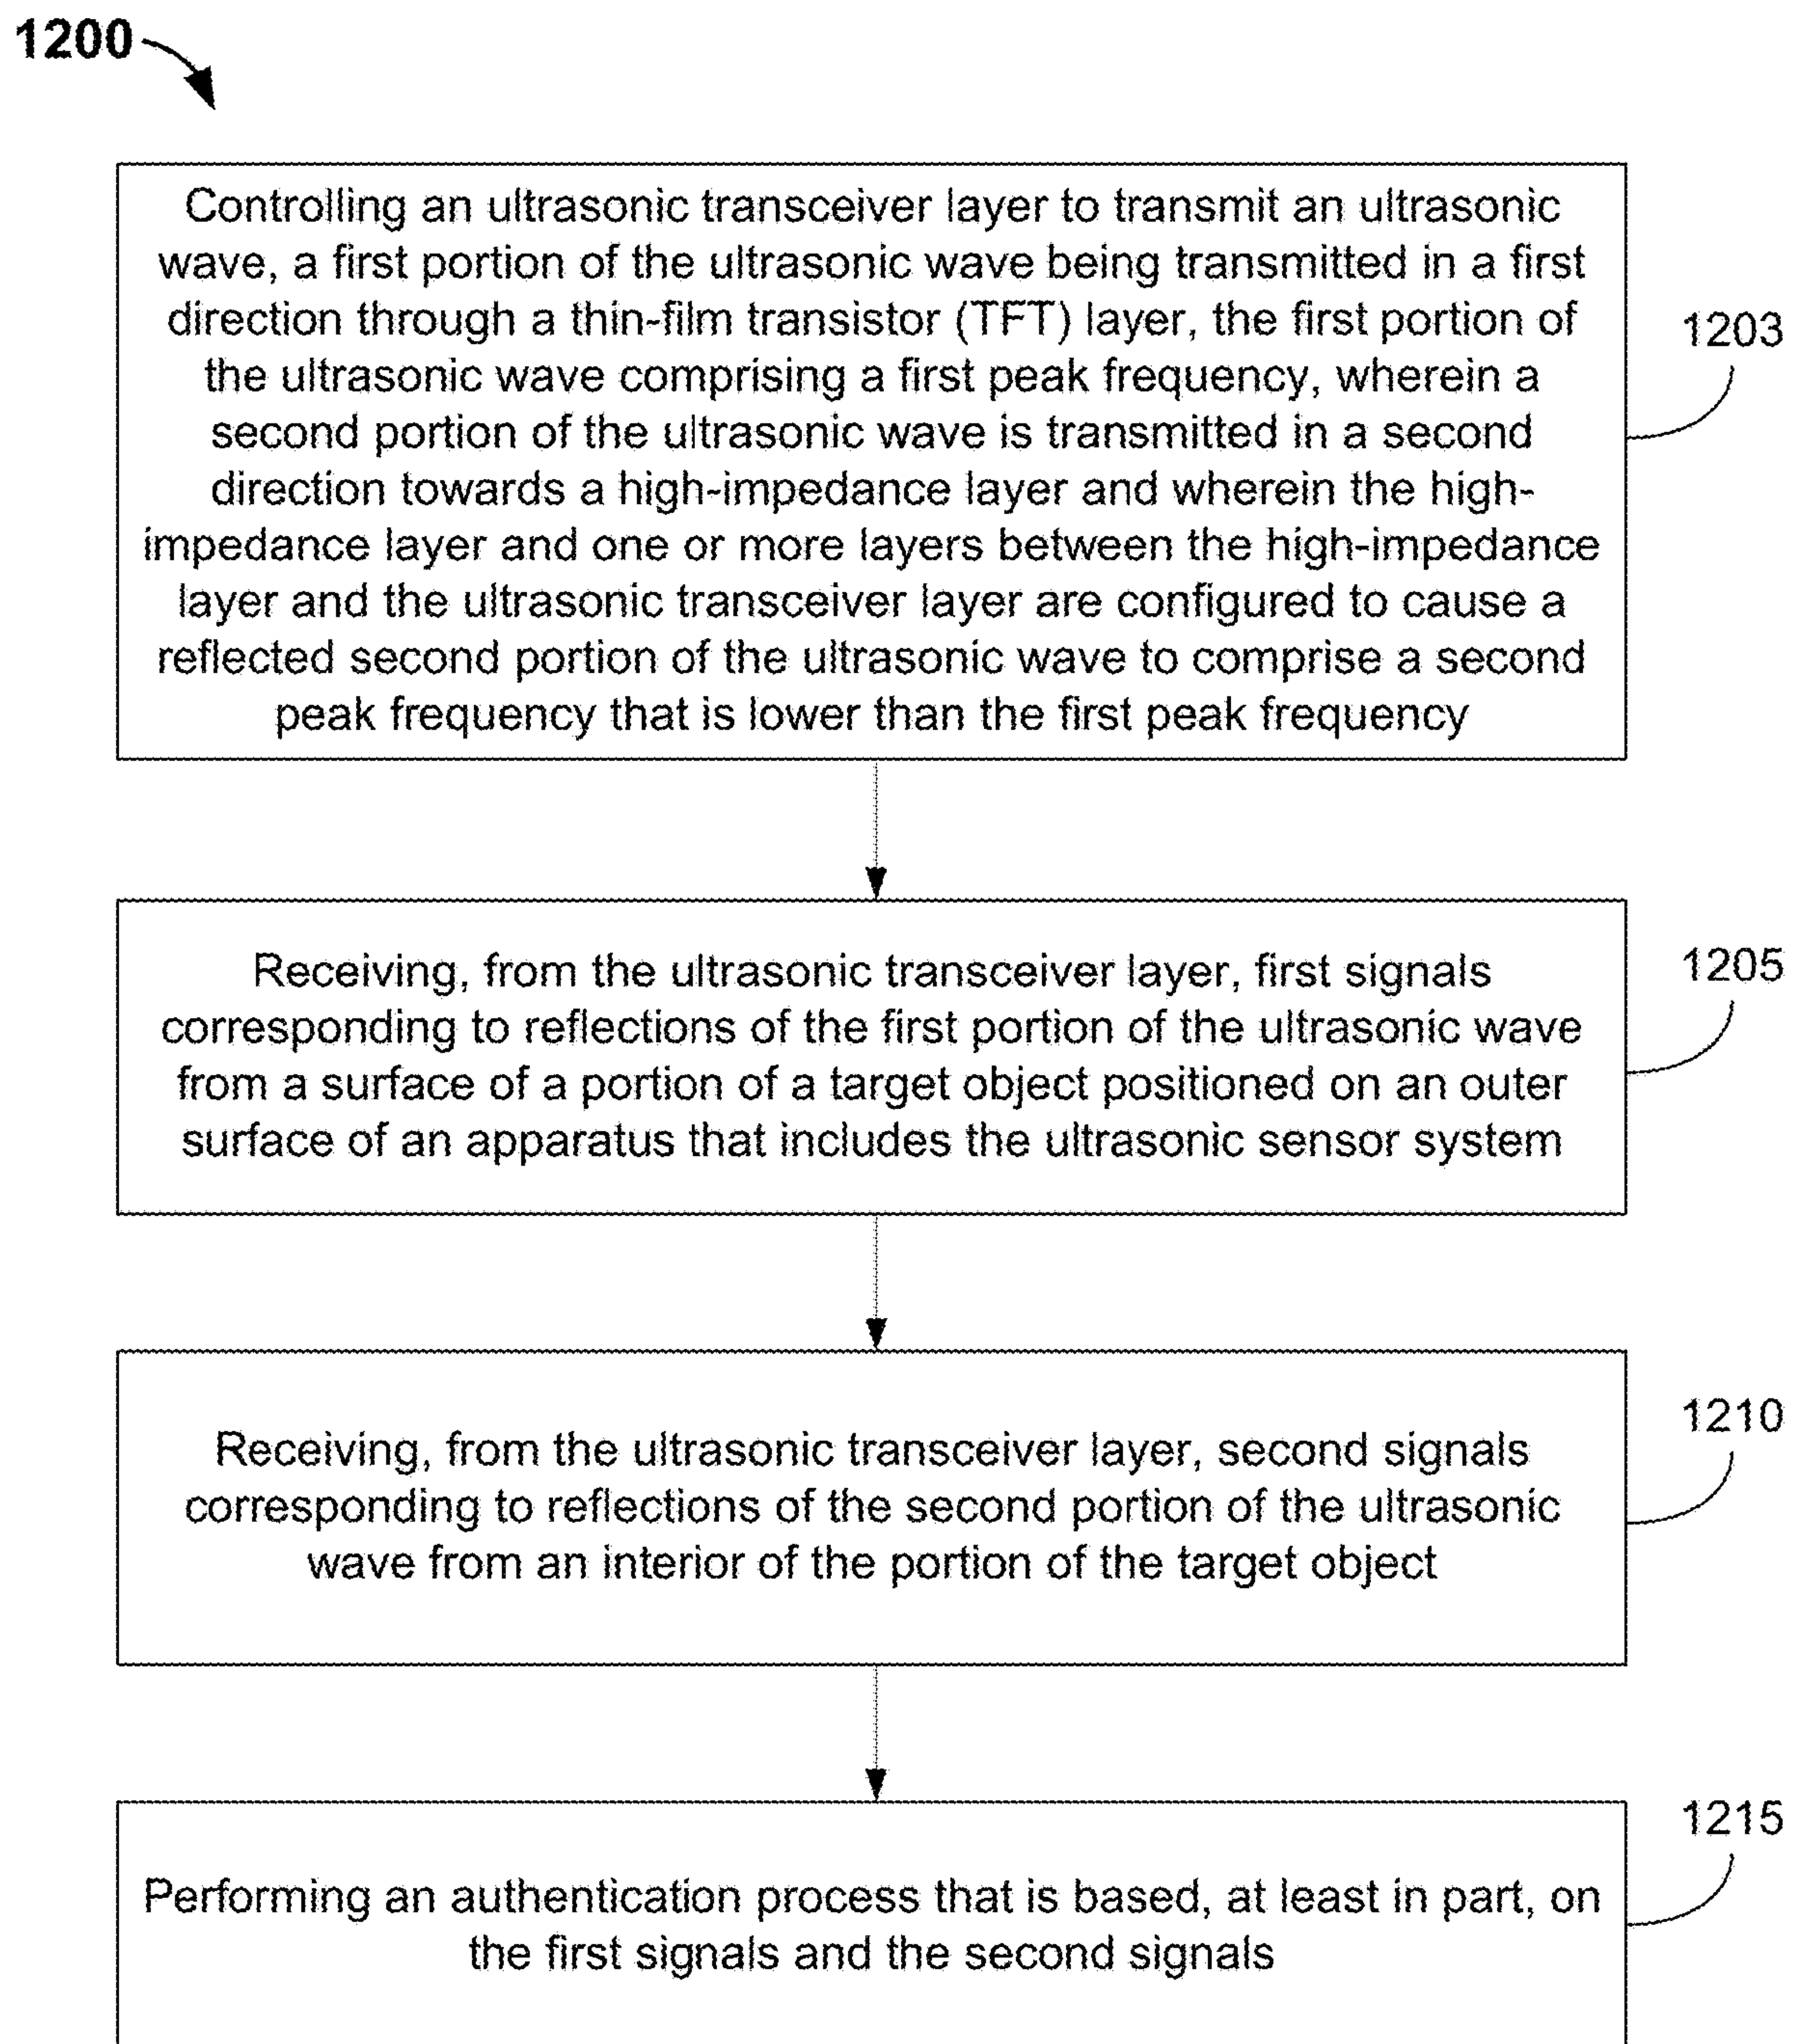 1200
Controlling an ultrasonic transceiver layer to transmit an ultrasonic
wave, a first portion of the ultrasonic wave being transmitted in a first
direction through a thin-film transistor (TFT) layer, the first portion of
the ultrasonic wave comprising a first peak frequency, wherein a
second portion of the ultrasonic wave is transmitted in a second
direction towards a high-impedance layer and wherein the high-
impedance layer and one or more layers between the high-impedance
layer and the ultrasonic transceiver layer are configured to cause a
reflected second portion of the ultrasonic wave to comprise a second
peak frequency that is lower than the first peak frequency
1203
Receiving, from the ultrasonic transceiver layer, first signals
corresponding to reflections of the first portion of the ultrasonic wave
from a surface of a portion of a target object positioned on an outer
surface of an apparatus that includes the ultrasonic sensor system
1205
Receiving, from the ultrasonic transceiver layer, second signals
corresponding to reflections of the second portion of the ultrasonic
wave from an interior of the portion of the target object
1210
Performing an authentication process that is based, at least in part, on
the first signals and the second signals
1215